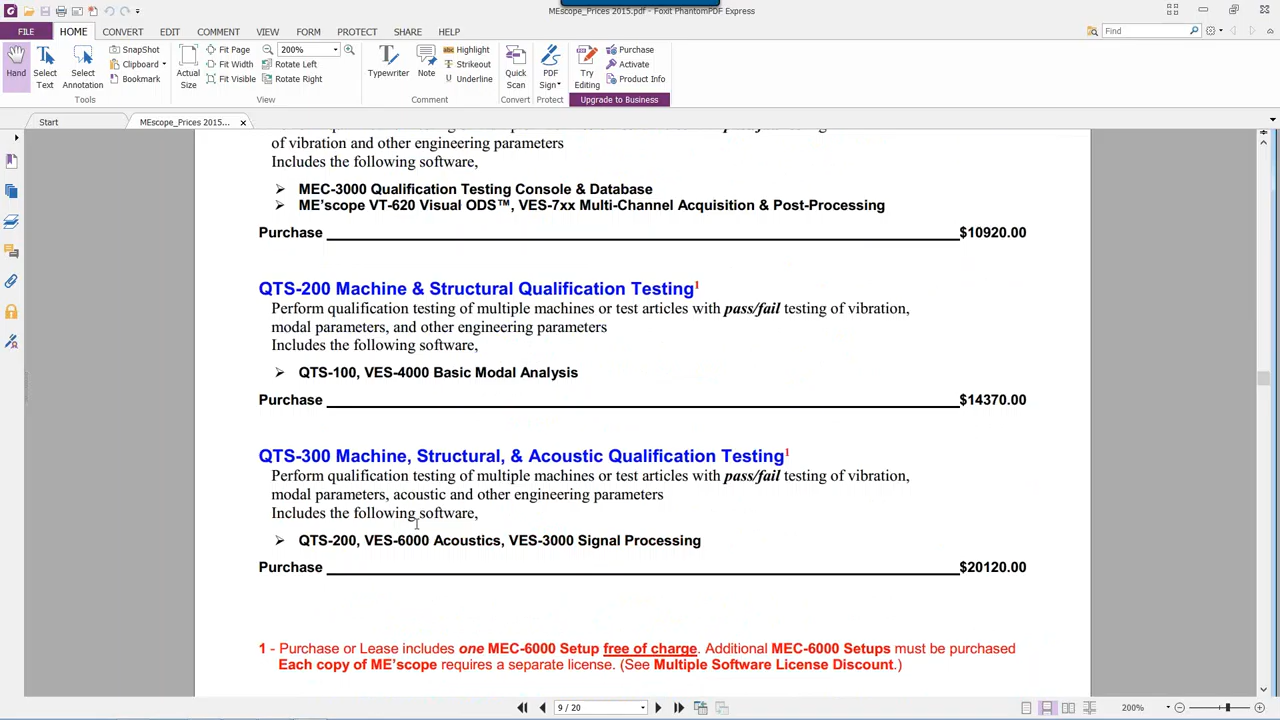 MEscope_Prices 2015.pdf - Foxit PhantomPDF Express
FILE HOME CONVERT EDIT COMMENT VIEW FORM PROTECT SHARE HELP Find
Hand
Select Text
Select Annotation
SnapShot
Clipboard
Bookmark
Tools
Actual Size
Fit Page
Fit Width
Fit Visible
200%
Rotate Left
Rotate Right
View
Typewriter
Note
Highlight
Strikeout
Underline
Comment
Quick Scan
Convert
PDF Sign
Protect
Try Editing
Purchase
Activate
Product Info
Upgrade to Business
Start MEscope_Prices 2015...
of vibration and other engineering parameters
Includes the following software,
➢ MEC-3000 Qualification Testing Console & Database
➢ ME'scope VT-620 Visual ODS™, VES-7xx Multi-Channel Acquisition & Post-Processing
Purchase $10920.00
QTS-200 Machine & Structural Qualification Testing1
Perform qualification testing of multiple machines or test articles with pass/fail testing of vibration,
modal parameters, and other engineering parameters
Includes the following software,
➢ QTS-100, VES-4000 Basic Modal Analysis
Purchase $14370.00
QTS-300 Machine, Structural, & Acoustic Qualification Testing1
Perform qualification testing of multiple machines or test articles with pass/fail testing of vibration,
modal parameters, acoustic and other engineering parameters
Includes the following software,
➢ QTS-200, VES-6000 Acoustics, VES-3000 Signal Processing
Purchase $20120.00
1 - Purchase or Lease includes one MEC-6000 Setup free of charge. Additional MEC-6000 Setups must be purchased
Each copy of ME'scope requires a separate license. (See Multiple Software License Discount.)
9 / 20 200%